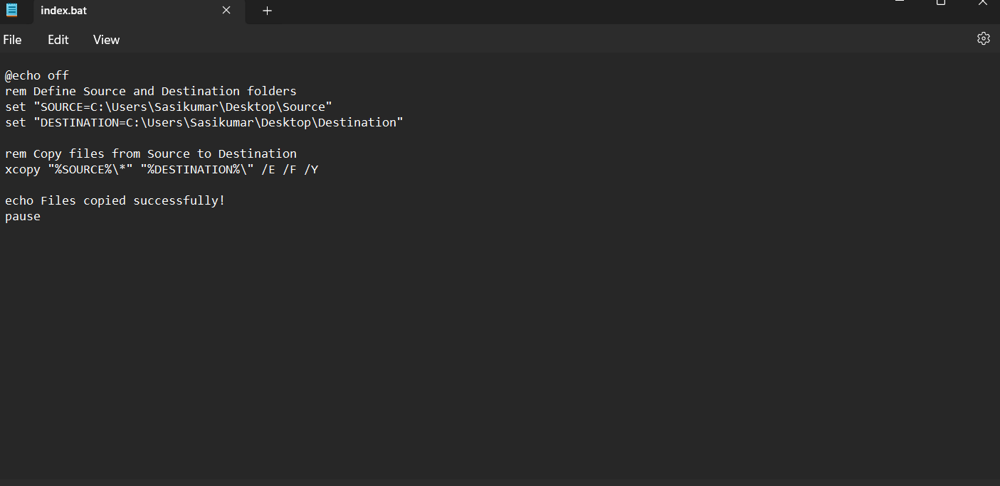 index.bat
File Edit View
@echo off
rem Define Source and Destination folders
set "SOURCE=C:\Users\Sasikumar\Desktop\Source"
set "DESTINATION=C:\Users\Sasikumar\Desktop\Destination"
rem Copy files from Source to Destination
xcopy "%SOURCE%\*" "%DESTINATION%\" /E /F /Y
echo Files copied successfully!
pause